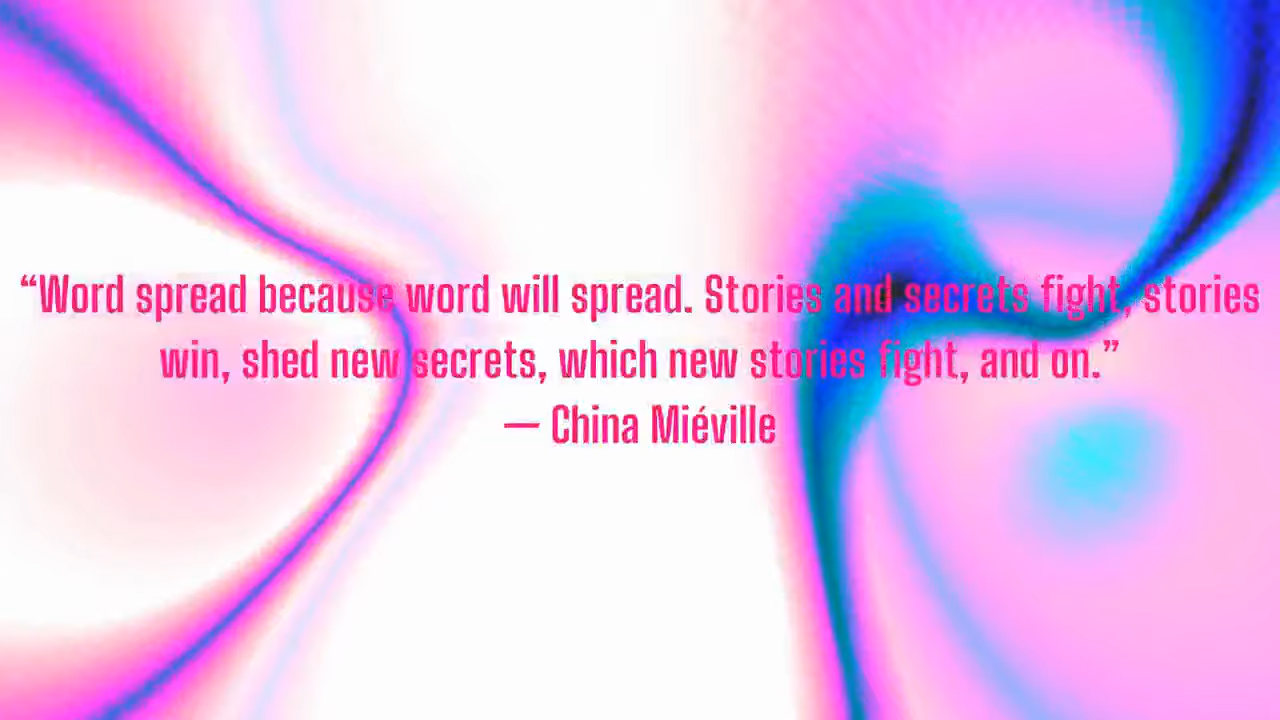 “Word spread because word will spread. Stories and secrets fight, stories
win, shed new secrets, which new stories fight, and on.”
— China Miéville